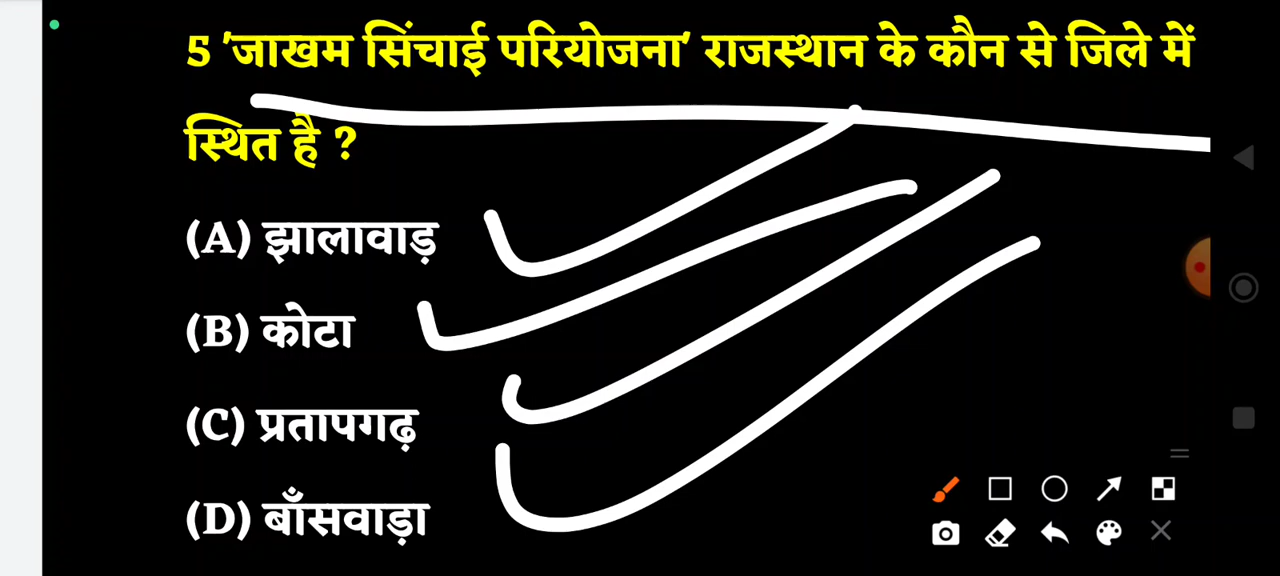 5 'जाखम सिंचाई परियोजना' राजस्थान के कौन से जिले में
स्थित है ?
(A) झालावाड़
(B) कोटा
(C) प्रतापगढ़
(D) बाँसवाड़ा